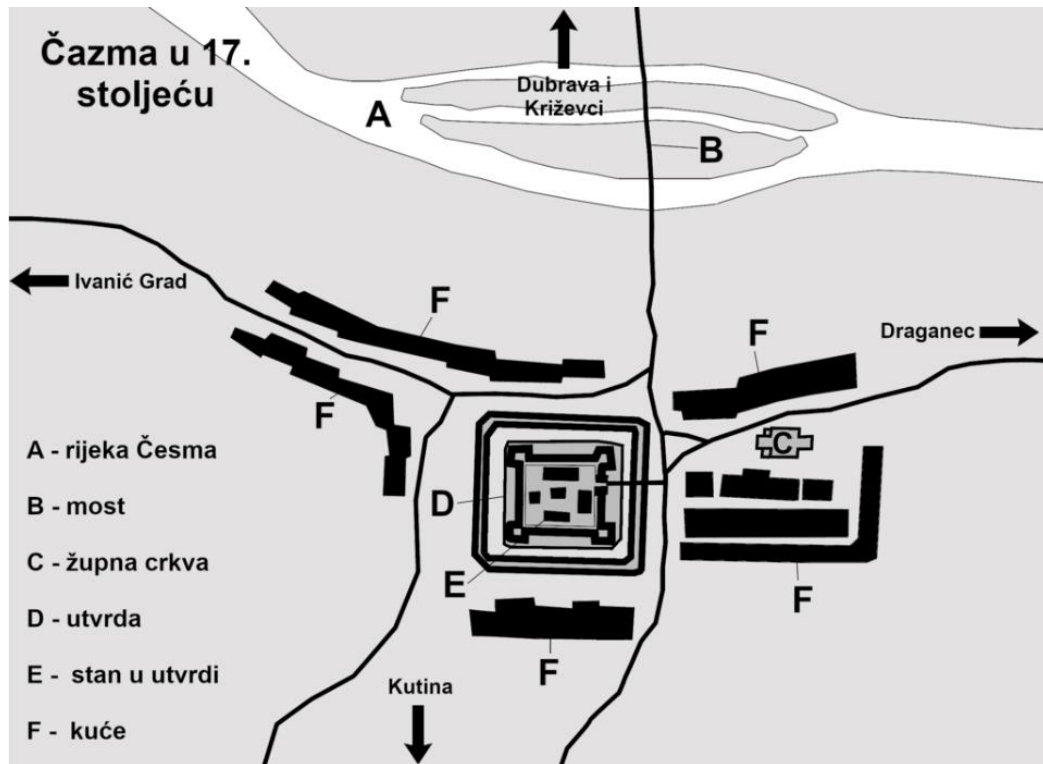 Čazma u 17.
stoljeću
Dubrava i
Križevci
A
B
Ivanić Grad
F
Draganec
F
F
C
A - rijeka Česma
D
B - most
E
C - župna crkva
F
D - utvrda
F
E - stan u utvrdi
Kutina
F - kuće